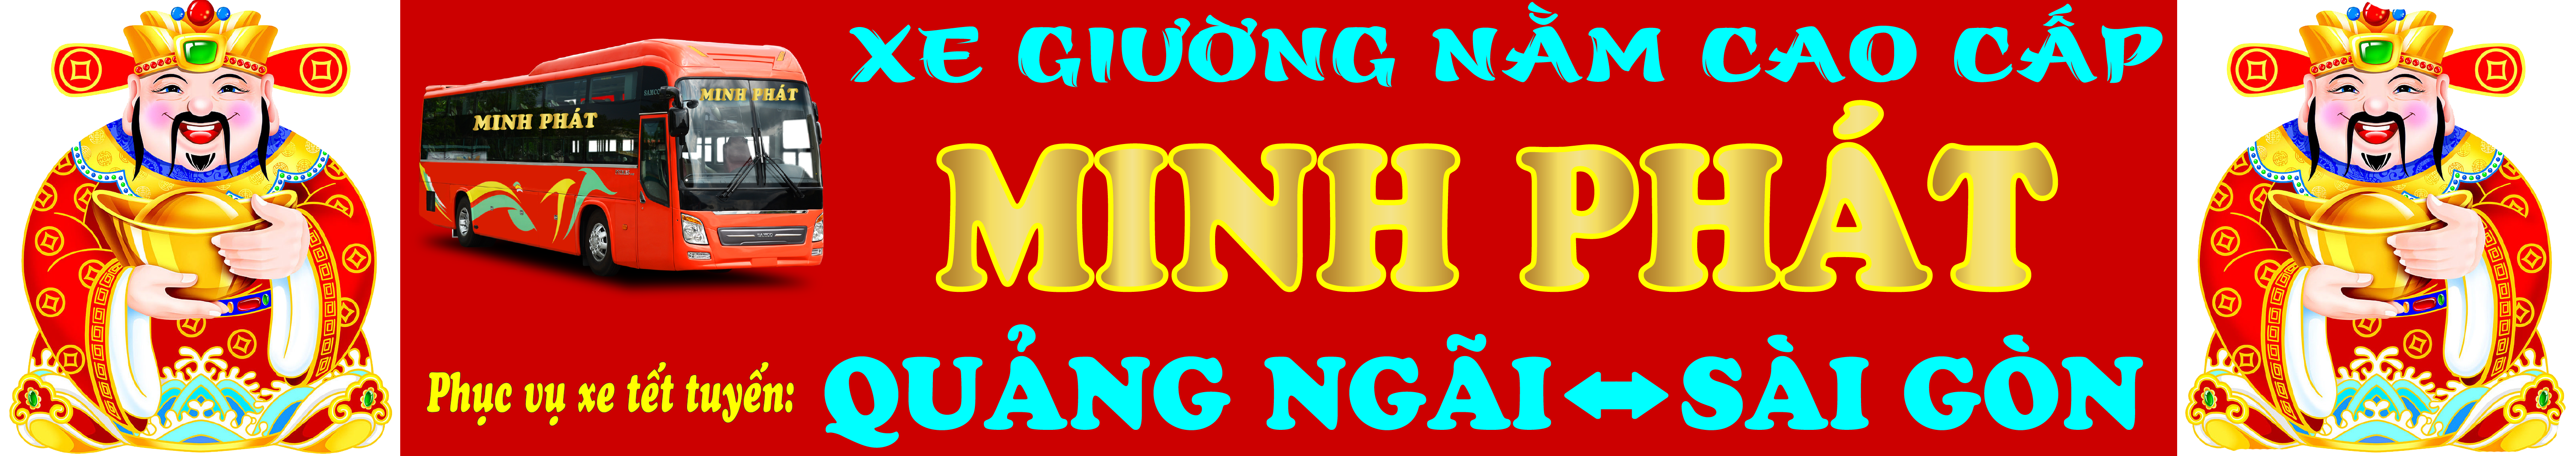 XE GIƯỜNG NẰM CAO CẤP
MINH PHÁT
MINH PHÁT
MINH PHÁT
Phục vụ xe tết tuyến:
QUẢNG NGÃI↔SÀI GÒN